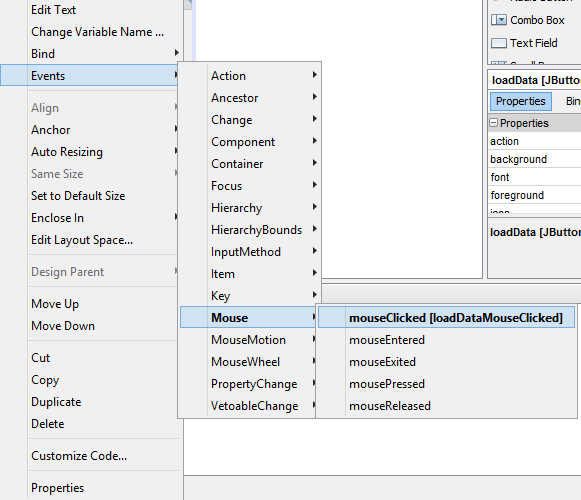 Edit Text
Change Variable Name ...
Bind
Events
Align
Anchor
Auto Resizing
Same Size
Set to Default Size
Enclose In
Edit Layout Space...
Design Parent
Move Up
Move Down
Cut
Copy
Duplicate
Delete
Customize Code...
Properties
Action
Ancestor
Change
Component
Container
Focus
Hierarchy
HierarchyBounds
InputMethod
Item
Key
Mouse
MouseMotion
MouseWheel
PropertyChange
VetoableChange
mouseClicked [loadDataMouseClicked]
mouseEntered
mouseExited
mousePressed
mouseReleased
Combo Box
Text Field
loadData [JButto
Properties
Bin
Properties
action
background
font
foreground
loadData [JButto